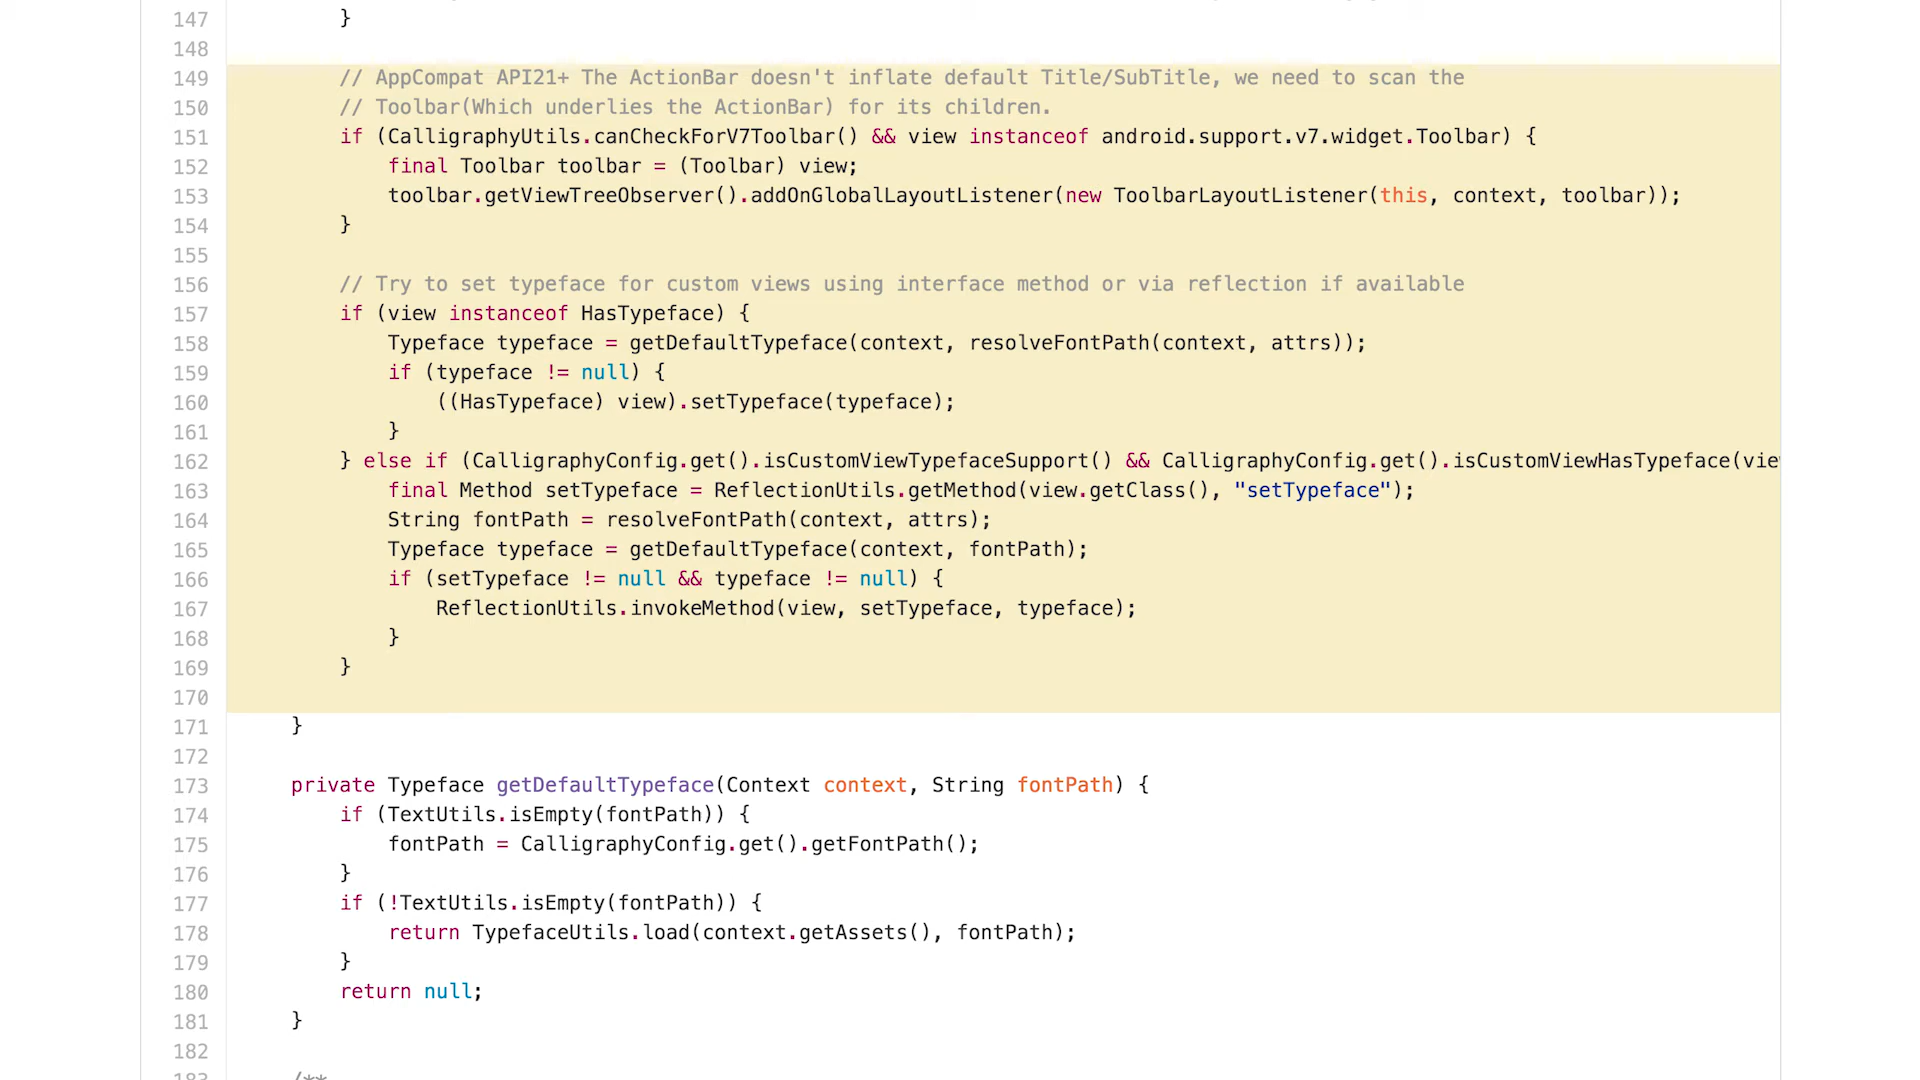 147 }
148
149 // AppCompat API21+ The ActionBar doesn't inflate default Title/SubTitle, we need to scan the
150 // Toolbar(Which underlies the ActionBar) for its children.
151 if (CalligraphyUtils.canCheckForV7Toolbar() && view instanceof android.support.v7.widget.Toolbar) {
152 final Toolbar toolbar = (Toolbar) view;
153 toolbar.getViewTreeObserver().addOnGlobalLayoutListener(new ToolbarLayoutListener(this, context, toolbar));
154 }
155
156 // Try to set typeface for custom views using interface method or via reflection if available
157 if (view instanceof HasTypeface) {
158 Typeface typeface = getDefaultTypeface(context, resolveFontPath(context, attrs));
159 if (typeface != null) {
160 ((HasTypeface) view).setTypeface(typeface);
161 }
162 } else if (CalligraphyConfig.get().isCustomViewTypefaceSupport() && CalligraphyConfig.get().isCustomViewHasTypeface(vie
163 final Method setTypeface = ReflectionUtils.getMethod(view.getClass(), "setTypeface");
164 String fontPath = resolveFontPath(context, attrs);
165 Typeface typeface = getDefaultTypeface(context, fontPath);
166 if (setTypeface != null && typeface != null) {
167 ReflectionUtils.invokeMethod(view, setTypeface, typeface);
168 }
169 }
170
171 }
172
173 private Typeface getDefaultTypeface(Context context, String fontPath) {
174 if (TextUtils.isEmpty(fontPath)) {
175 fontPath = CalligraphyConfig.get().getFontPath();
176 }
177 if (!TextUtils.isEmpty(fontPath)) {
178 return TypefaceUtils.load(context.getAssets(), fontPath);
179 }
180 return null;
181 }
182
183 /**